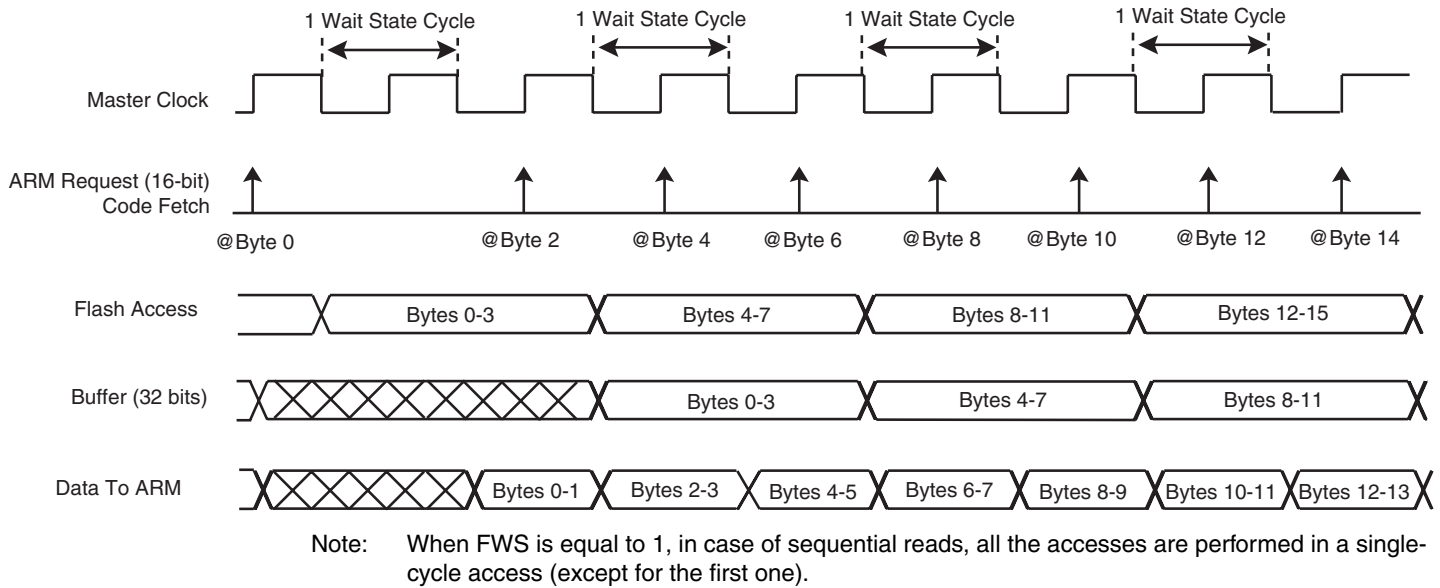 1 Wait State Cycle 1 Wait State Cycle 1 Wait State Cycle 1 Wait State Cycle
Master Clock
ARM Request (16-bit)
Code Fetch
@Byte 0 @Byte 2 @Byte 4 @Byte 6 @Byte 8 @Byte 10 @Byte 12 @Byte 14
Flash Access Bytes 0-3 Bytes 4-7 Bytes 8-11 Bytes 12-15
Buffer (32 bits) Bytes 0-3 Bytes 4-7 Bytes 8-11
Data To ARM Bytes 0-1 Bytes 2-3 Bytes 4-5 Bytes 6-7 Bytes 8-9 Bytes 10-11 Bytes 12-13
Note: When FWS is equal to 1, in case of sequential reads, all the accesses are performed in a single-
cycle access (except for the first one).